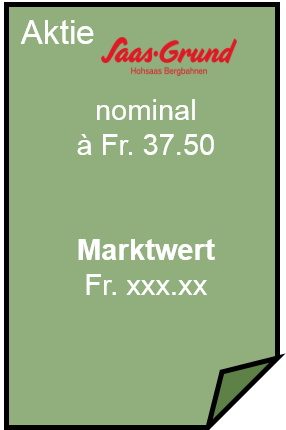 Aktie
Saas-Grund
Hohsaas Bergbahnen
nominal
à Fr. 37.50
Marktwert
Fr. xxx.xx